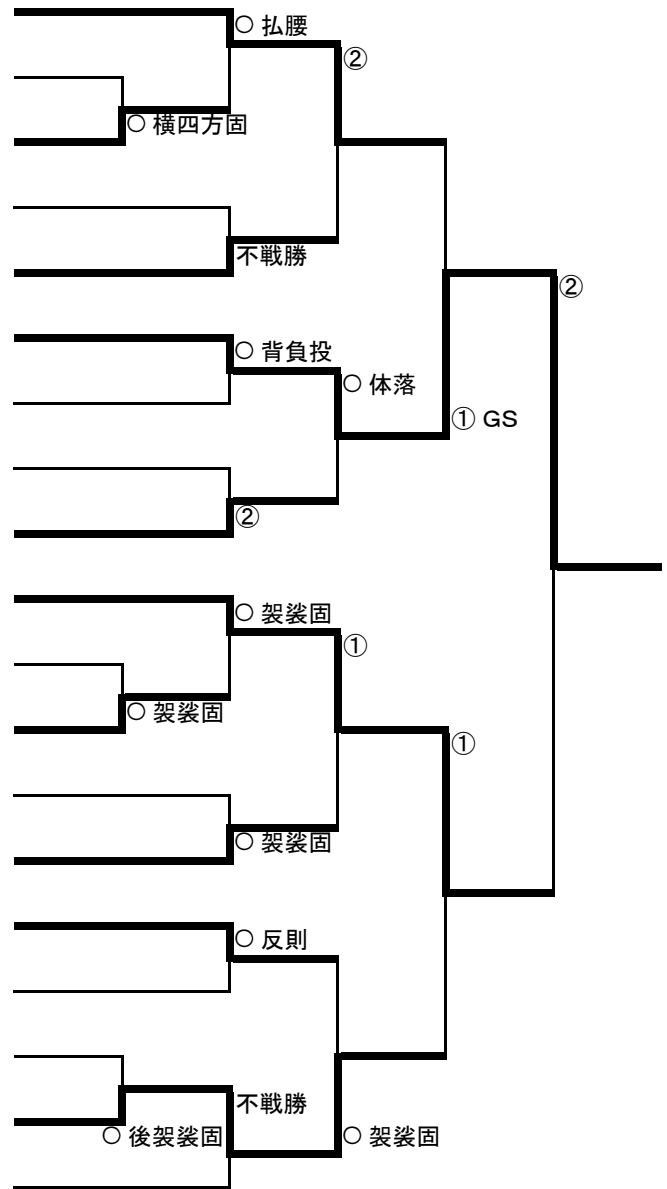 ○ 払腰
②
○ 横四方固
不戦勝
②
○ 背負投
○ 体落
① GS
②
○ 袈裟固
①
○ 袈裟固
①
○ 袈裟固
○ 反則
不戦勝
○ 後袈裟固
○ 袈裟固